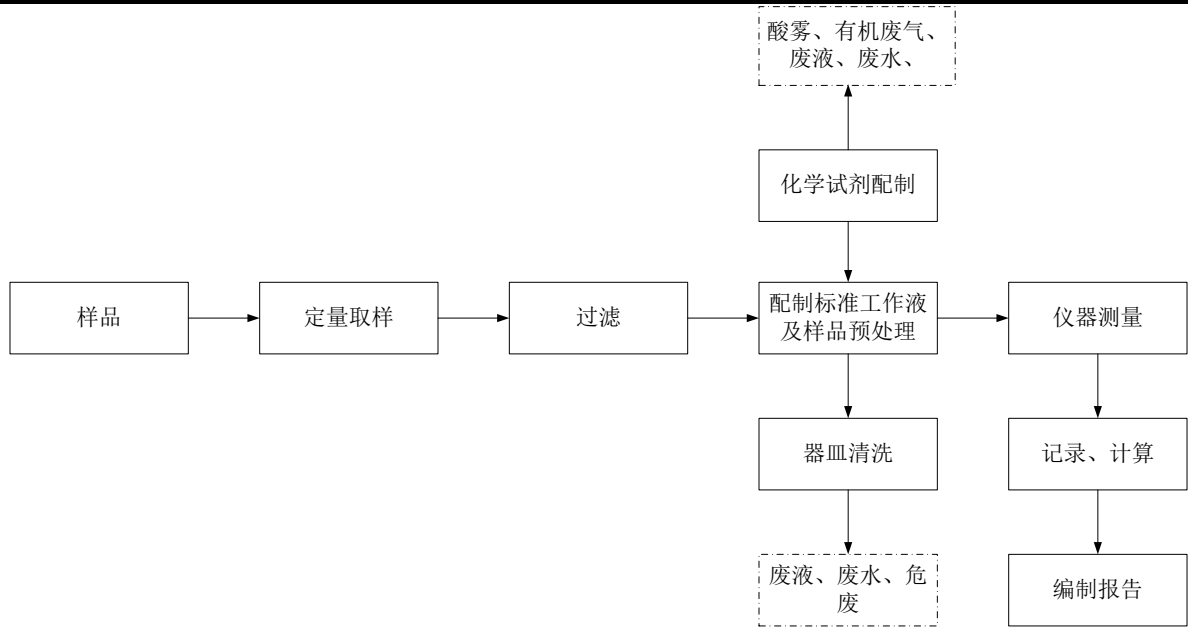 酸雾、有机废气、
废液、废水、
化学试剂配制
样品
定量取样
过滤
配制标准工作液
及样品预处理
仪器测量
器皿清洗
记录、计算
废液、废水、危
废
编制报告